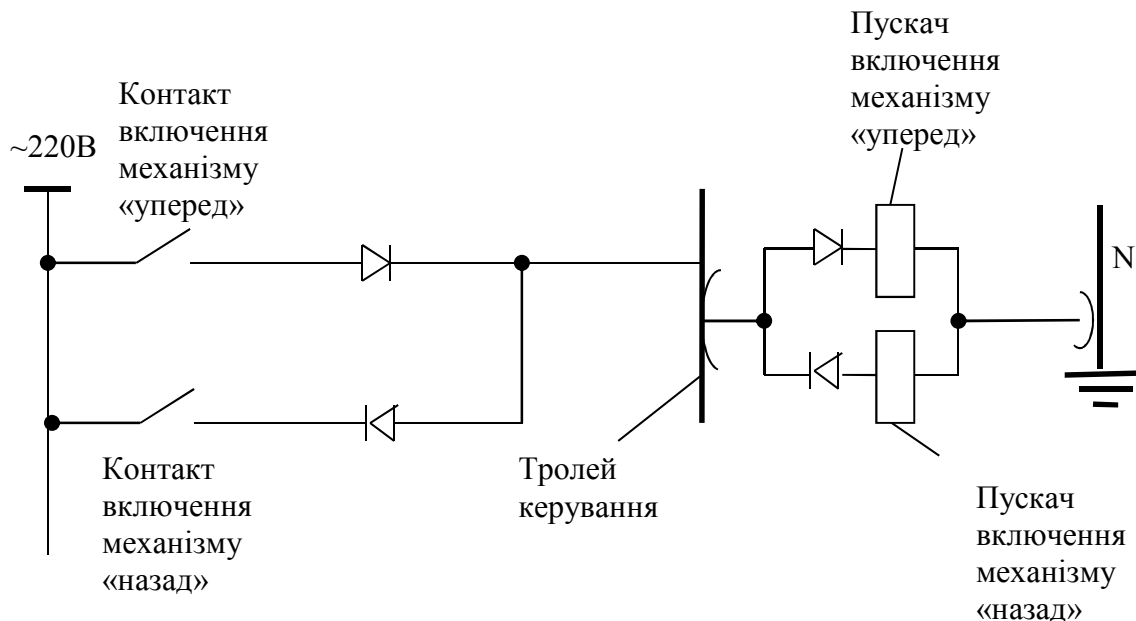 Пускач
включення
механізму
«уперед»
Контакт
включення
механізму
«уперед»
~220В
N
Контакт
включення
механізму
«назад»
Тролей
керування
Пускач
включення
механізму
«назад»